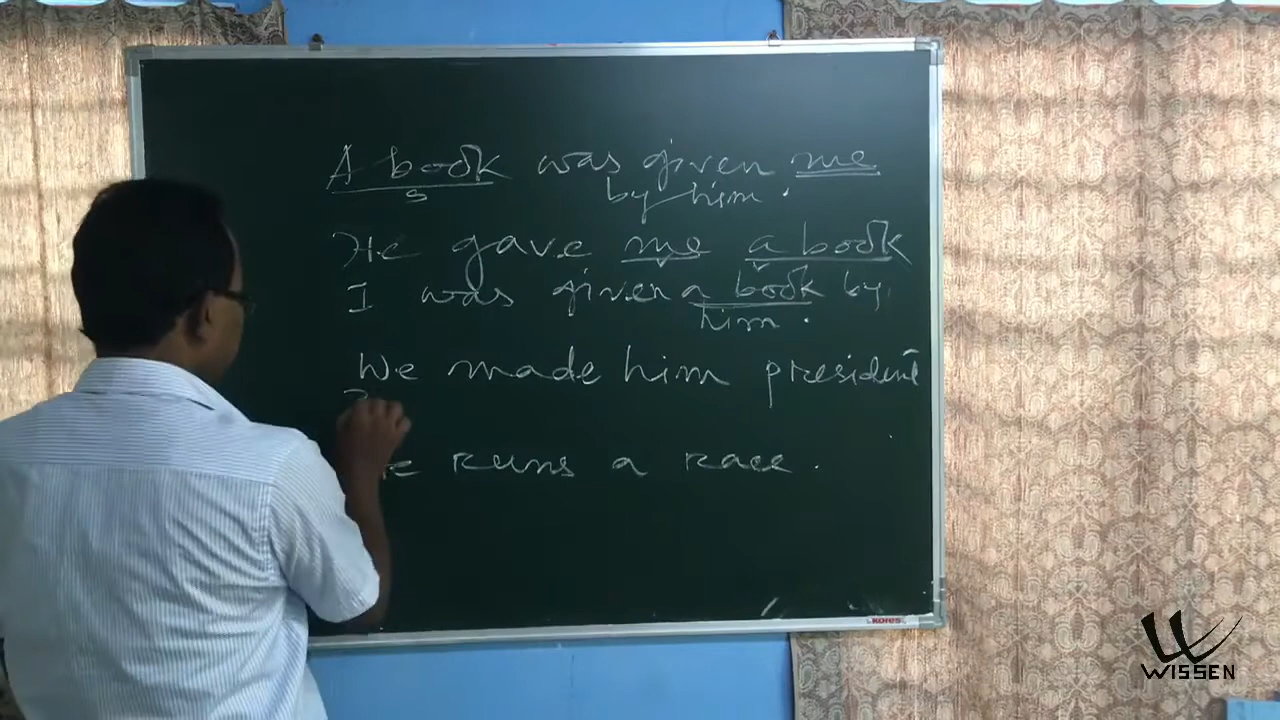 A book was given me
s by him.
He gave me a book
I was given a book by
him.
We made him president
runs a race.
KORES
WISSEN